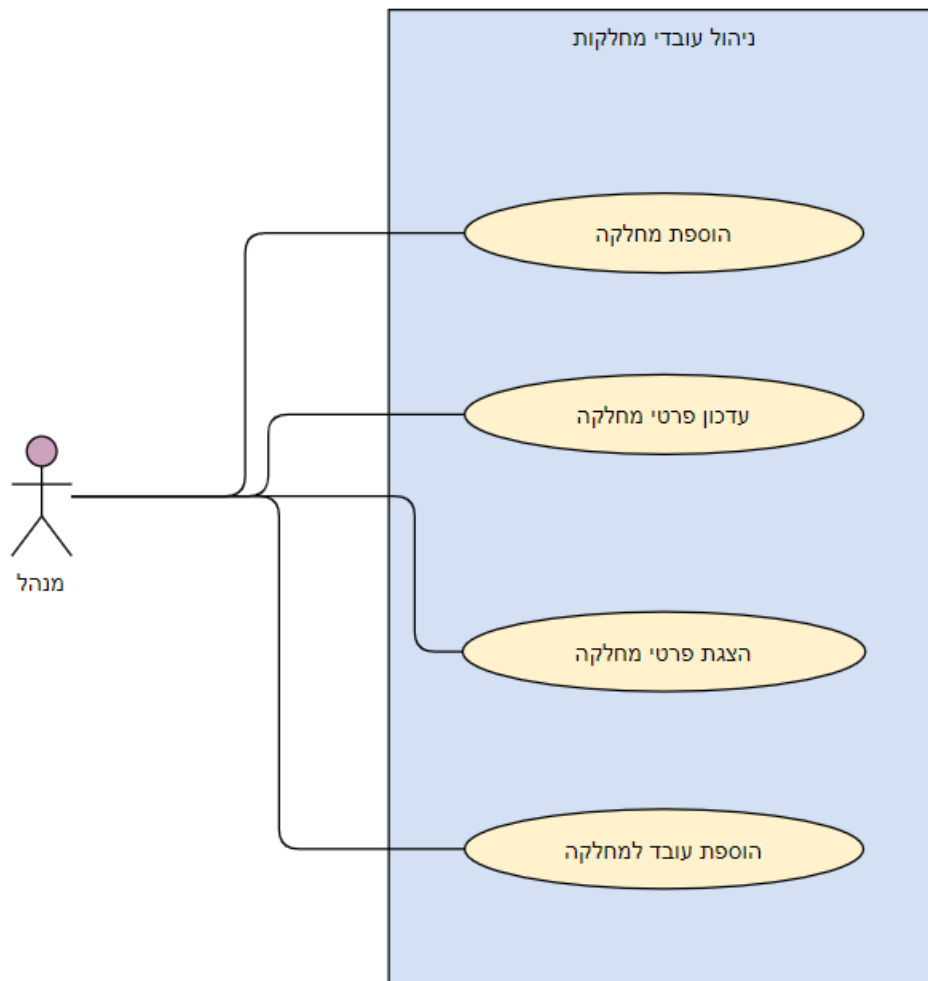 ניהול עובדי מחלקות
הוספת מחלקה
עדכון פרטי מחלקה
מנהל
הצגת פרטי מחלקה
הוספת עובד למחלקה